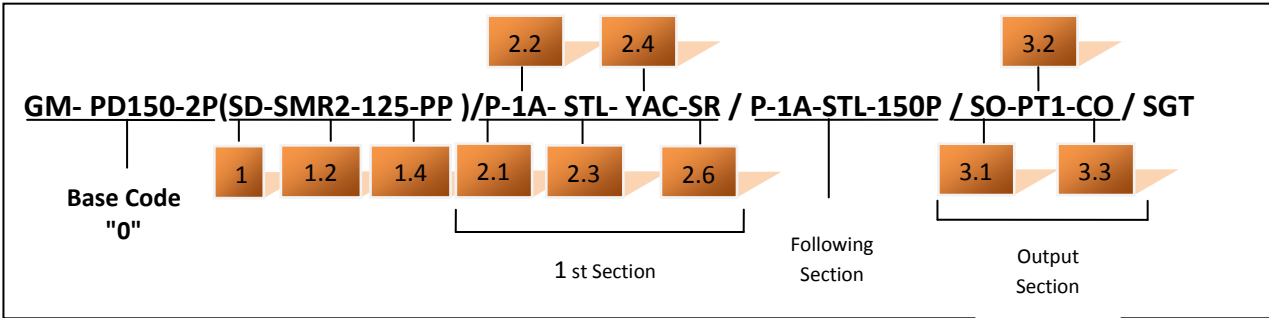 2.2 2.4 3.2
GM- PD150-2P(SD-SMR2-125-PP )/P-1A- STL- YAC-SR / P-1A-STL-150P / SO-PT1-CO / SGT
1 1.2 1.4 2.1 2.3 2.6 3.1 3.3
Base Code
"0"
1 st Section
Following
Section
Output
Section